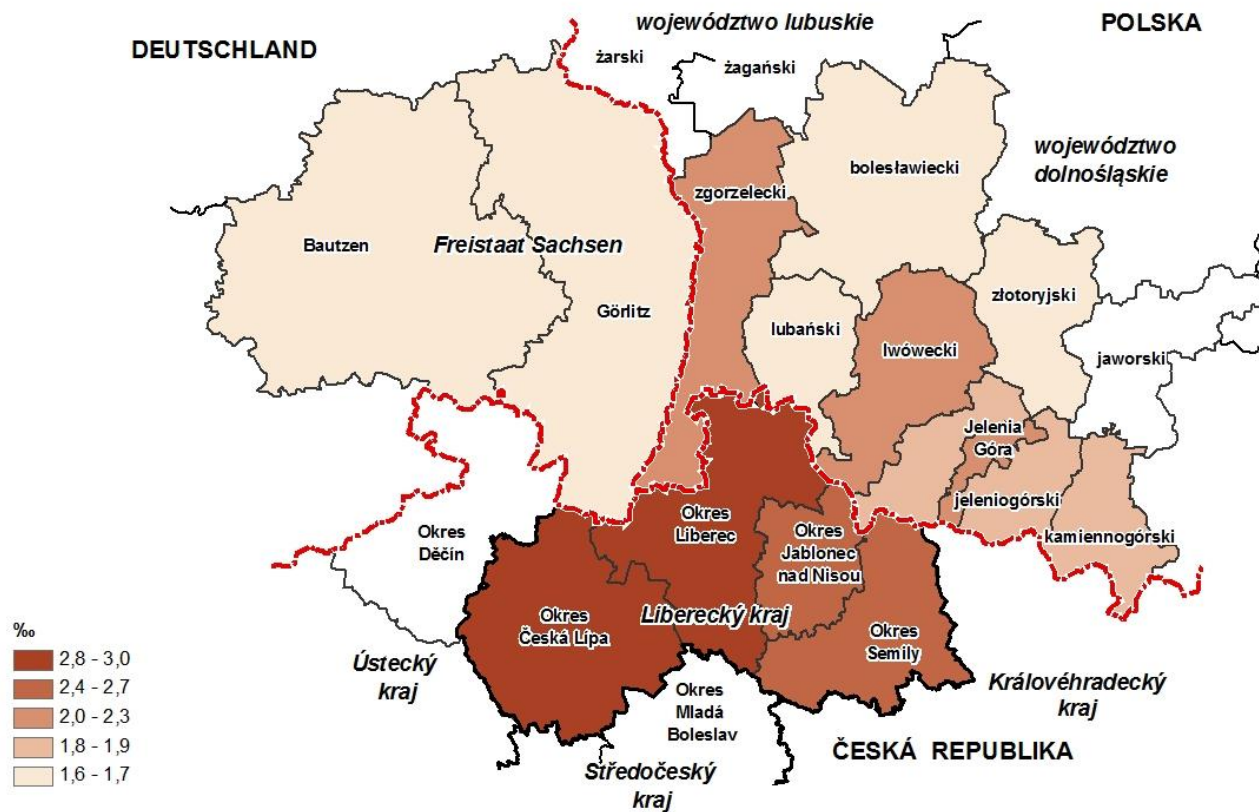 województwo lubuskie
POLSKA
DEUTSCHLAND
żarski
żagański
bolesławiecki
województwo
dolnośląskie
zgorzelecki
Bautzen
Freistaat Sachsen
Görlitz
złotoryjski
lubański
lwówecki
jaworski
Jelenia
Góra
jeleniogórski
kamiennogórski
Okres
Děčín
Okres
Liberec
Okres
Jablonec
nad Nisou
Okres
Česká Lípa
Liberecký kraj
Okres
Semily
Ústecký
kraj
Okres
Mladá
Boleslav
Královéhradecký
kraj
Středočeský
kraj
ČESKÁ REPUBLIKA
‰
2,8 - 3,0
2,4 - 2,7
2,0 - 2,3
1,8 - 1,9
1,6 - 1,7